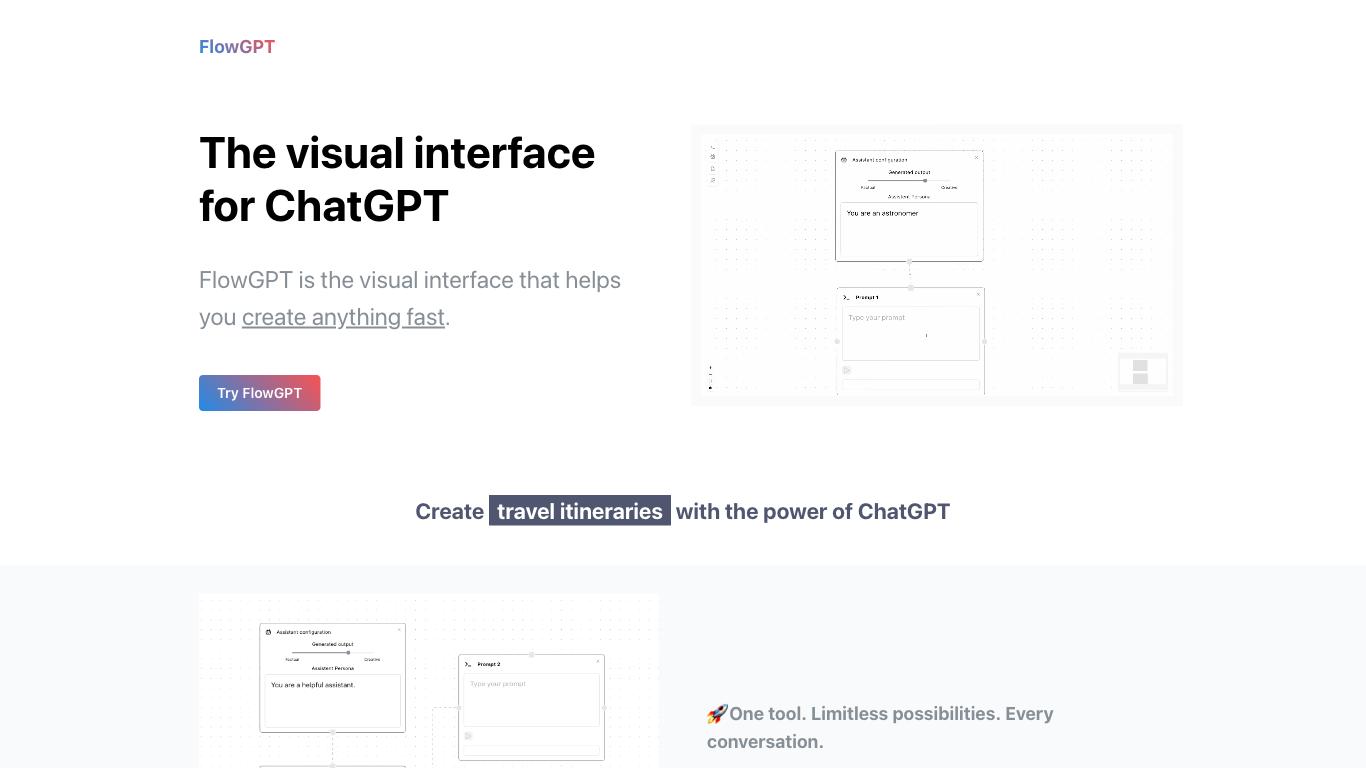 FlowGPT
The visual interface
for ChatGPT
FlowGPT is the visual interface that helps
you create anything fast.
Try FlowGPT
Assistant configuration
Generated output
Factual Creative
Assistent Persona
You are an astronomer
Prompt 1
Type your prompt
Create travel itineraries with the power of ChatGPT
Assistant configuration
Generated output
Factual Creative
Assistent Persona
You are a helpful assistant.
Prompt 2
Type your prompt
🚀One tool. Limitless possibilities. Every
conversation.